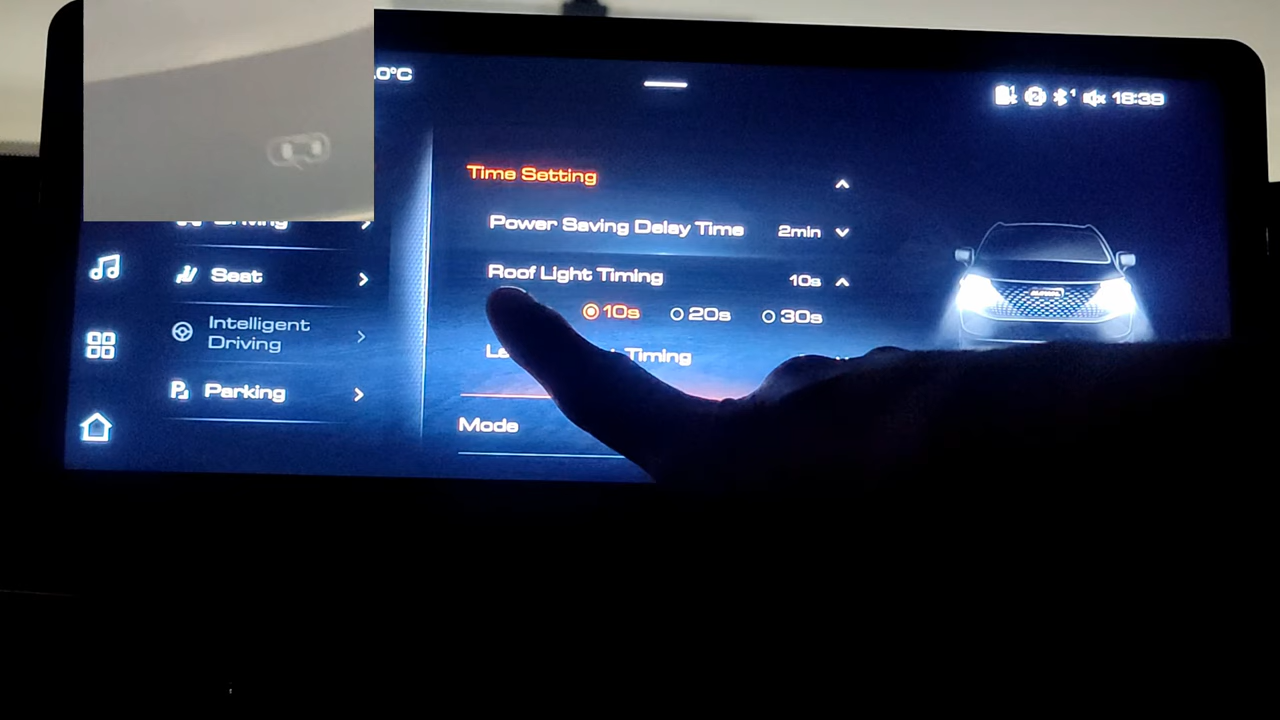 .0°C
18:39
Time Setting
Power Saving Delay Time 2min
Roof Light Timing 10s
10s 20s 30s
Timing
Mode
Driving
Seat
Intelligent
Driving
Parking